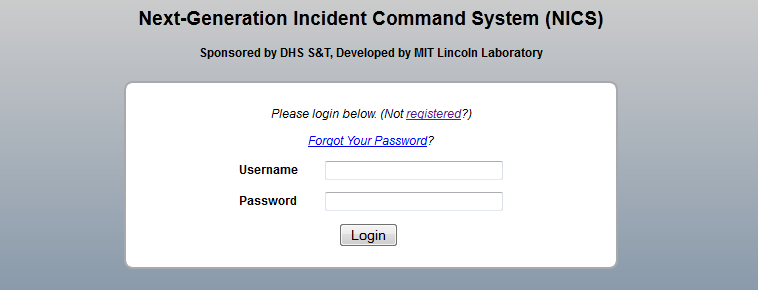 Next-Generation Incident Command System (NICS)
Sponsored by DHS S&T, Developed by MIT Lincoln Laboratory
Please login below. (Not registered?)
Forgot Your Password?
Username
Password
Login